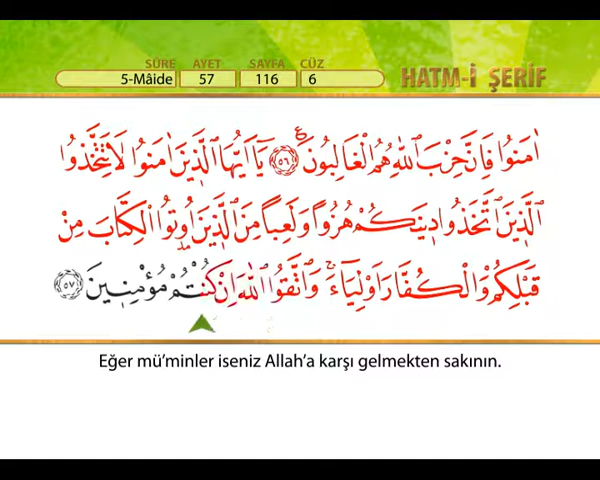 SÛRE AYET SAYFA CÜZ
5-Mâide 57 116 6 HATM-İ ŞERİF
اٰمَنُوا فَاِنَّ حِزْبَ اللّٰهِ هُمُ الْغَالِبُونَ ﴿٥٦﴾ يَٓا اَيُّهَا الَّذ۪ينَ اٰمَنُوا لَا تَتَّخِذُوا
الَّذ۪ينَ اتَّخَذُوا د۪ينَكُمْ هُزُوًا وَلَعِبًا مِنَ الَّذ۪ينَ اُو۫تُوا الْكِتَابَ مِنْ
قَبْلِكُمْ وَالْكُفَّارَ اَوْلِيَٓاءَۚ وَاتَّقُوا اللّٰهَ اِنْ كُنْتُمْ مُؤْمِن۪ينَ ﴿٥٧﴾
Eğer mü’minler iseniz Allah’a karşı gelmekten sakının.